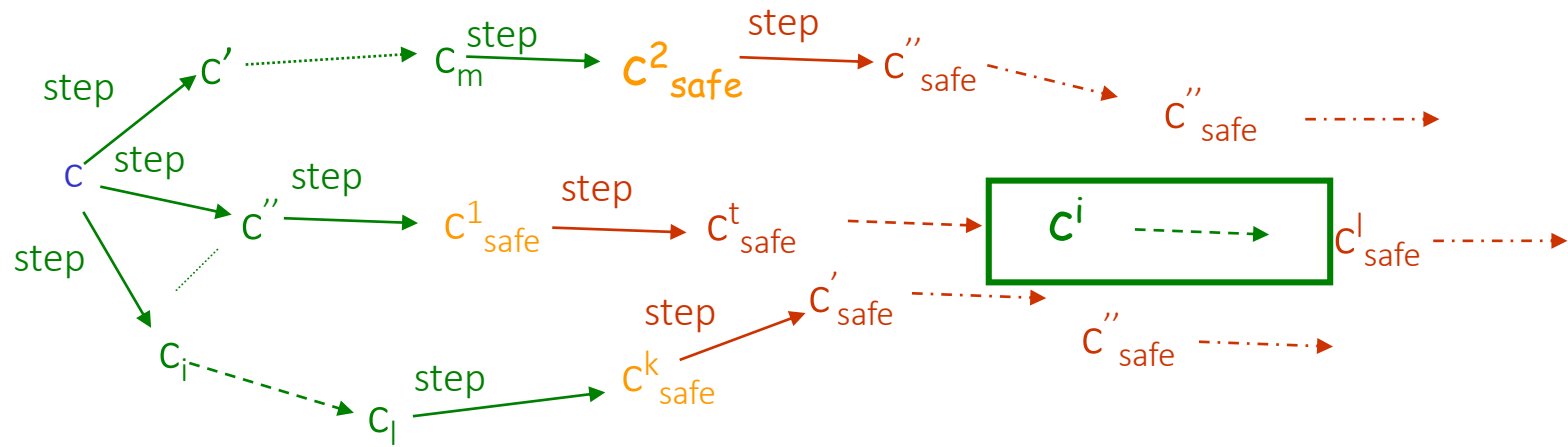 step c' c_m step c²_safe step c''_safe c''_safe
c step c'' step c¹_safe step c^t_safe c^i c^l_safe
step c_i c_l step c^k_safe step c'_safe c''_safe